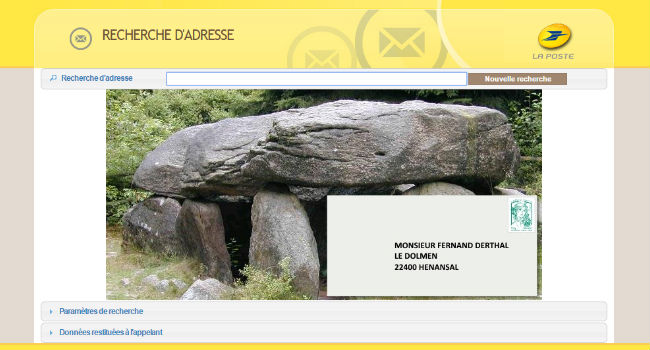 RECHERCHE D'ADRESSE
LA POSTE
Recherche d'adresse
Nouvelle recherche
MONSIEUR FERNAND DERTHAL
LE DOLMEN
22400 HENANSAL
Paramètres de recherche
Données restituées à l'appelant